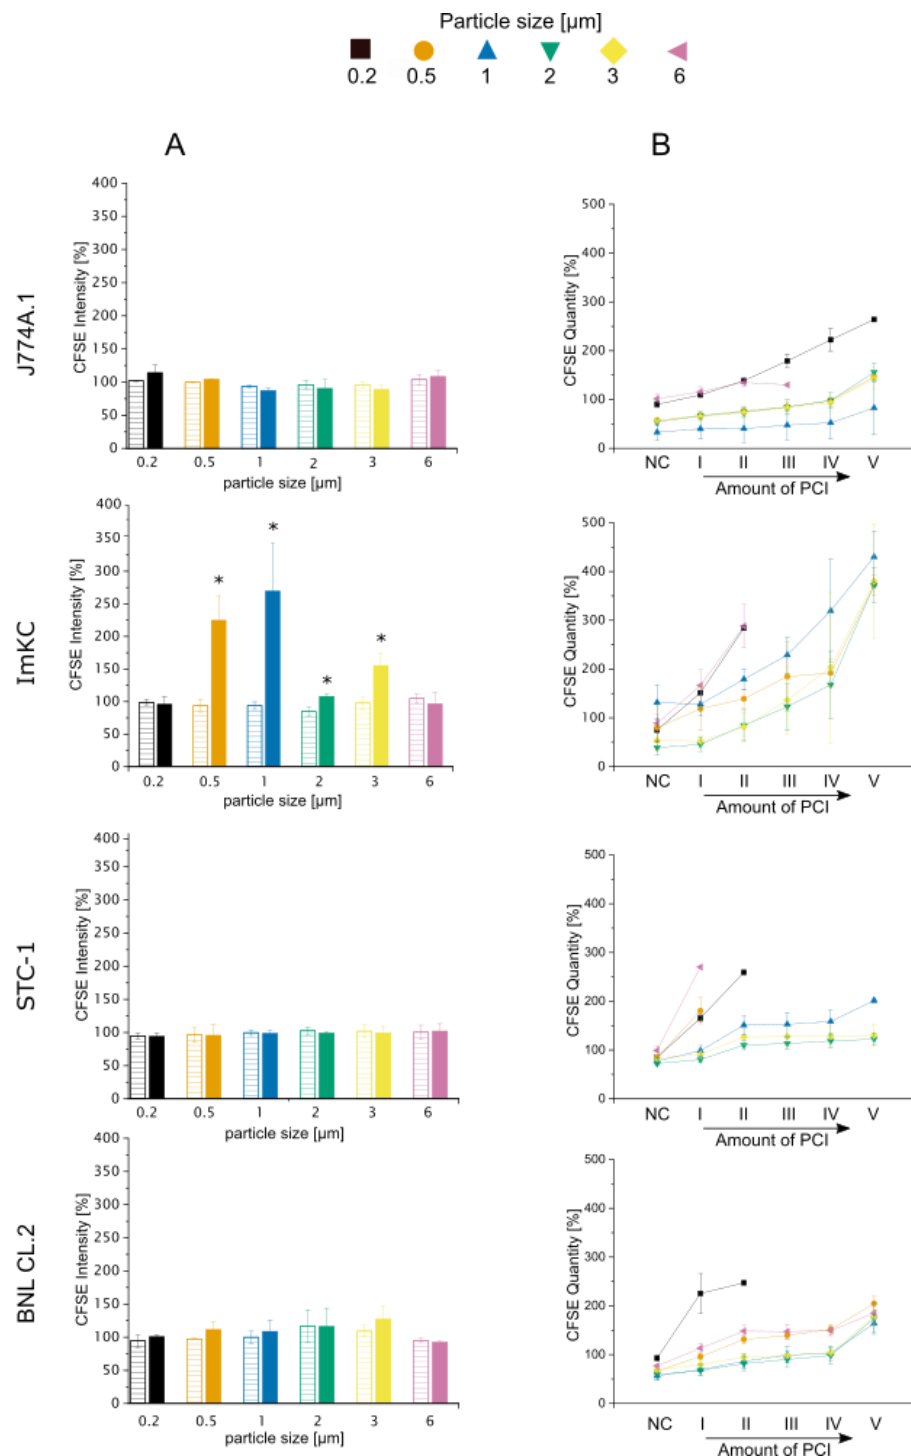 Particle size [µm]
0.2 0.5 1 2 3 6
A B
J774A.1
CFSE Intensity [%]
400
350
300
250
200
150
100
50
0
0.2 0.5 1 2 3 6
particle size [µm]
CFSE Quantity [%]
500
400
300
200
100
0
NC I II III IV V
Amount of PCI
ImKC
CFSE Intensity [%]
400
350
300
250
200
150
100
50
0
* * * *
0.2 0.5 1 2 3 6
particle size [µm]
CFSE Quantity [%]
500
400
300
200
100
0
NC I II III IV V
Amount of PCI
STC-1
CFSE Intensity [%]
400
350
300
250
200
150
100
50
0
0.2 0.5 1 2 3 6
particle size [µm]
CFSE Quantity [%]
500
400
300
200
100
0
NC I II III IV V
Amount of PCI
BNL CL.2
CFSE Intensity [%]
400
350
300
250
200
150
100
50
0
0.2 0.5 1 2 3 6
particle size [µm]
CFSE Quantity [%]
500
400
300
200
100
0
NC I II III IV V
Amount of PCI